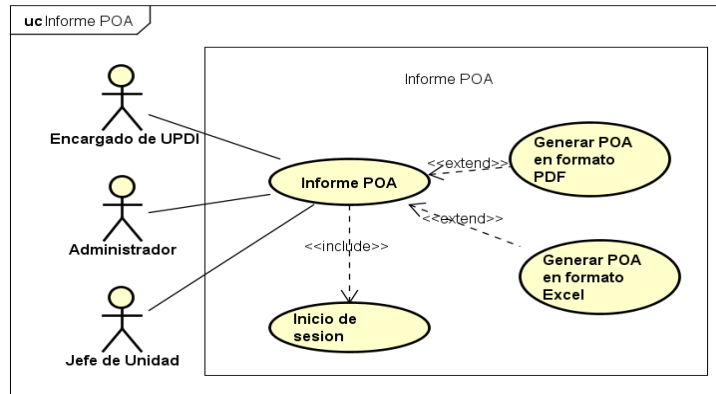 uc Informe POA
Informe POA
Encargado de UPDI
Administrador
Jefe de Unidad
Informe POA
<<extend>>
Generar POA
en formato
PDF
<<extend>>
Generar POA
en formato
Excel
<<include>>
Inicio de
sesion